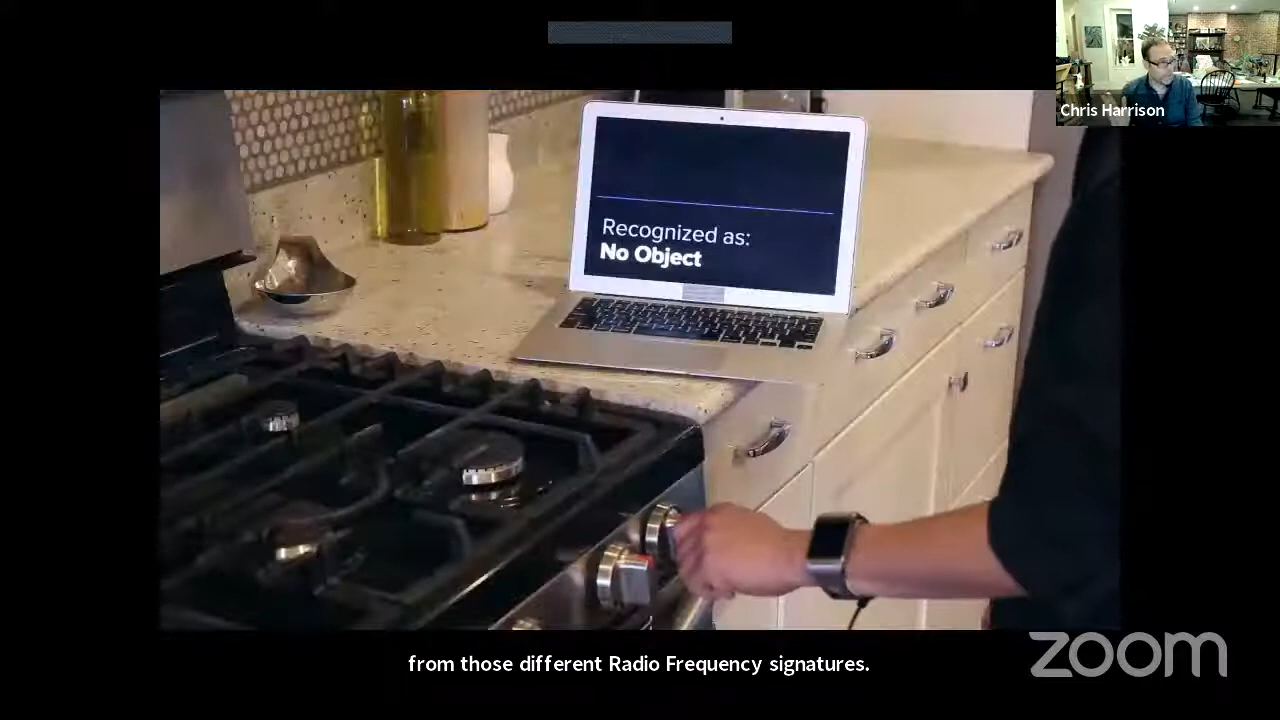 Chris Harrison
Recognized as:
No Object
from those different Radio Frequency signatures.
zoom